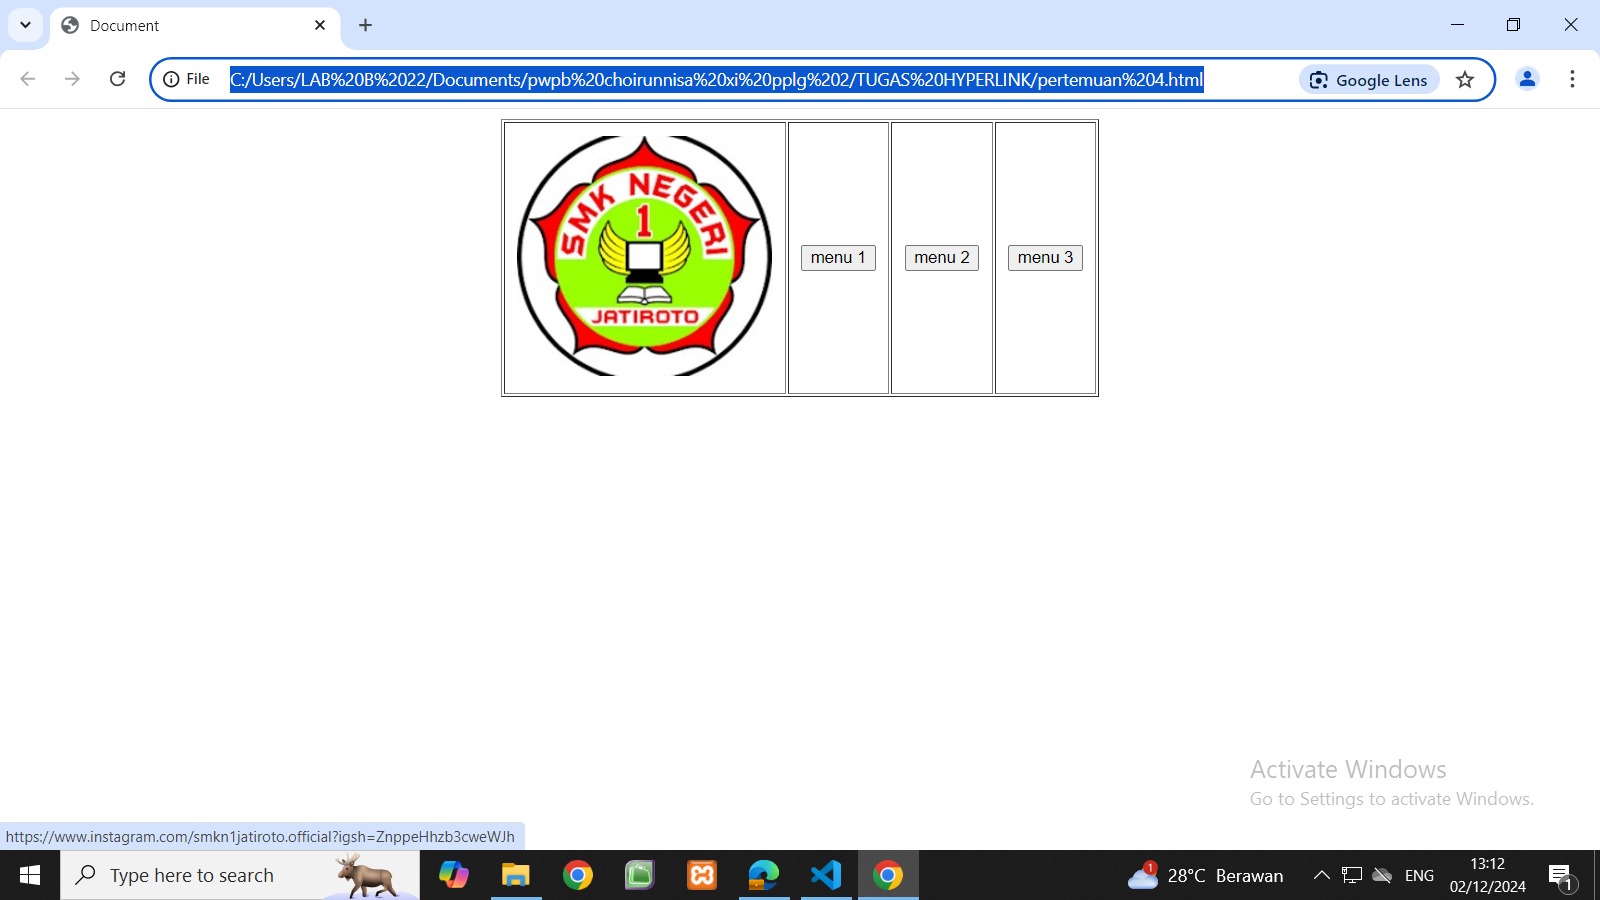 Document
File
C:/Users/LAB%20B%2022/Documents/pwpb%20choirunnisa%20xi%20pplg%202/TUGAS%20HYPERLINK/pertemuan%204.html
Google Lens
SMK NEGERI
1
JATIROTO
menu 1
menu 2
menu 3
Activate Windows
Go to Settings to activate Windows.
https://www.instagram.com/smkn1jatiroto.official?igsh=ZnppeHhzb3cweWJh
Type here to search
1
28°C Berawan
ENG
13:12
02/12/2024
1